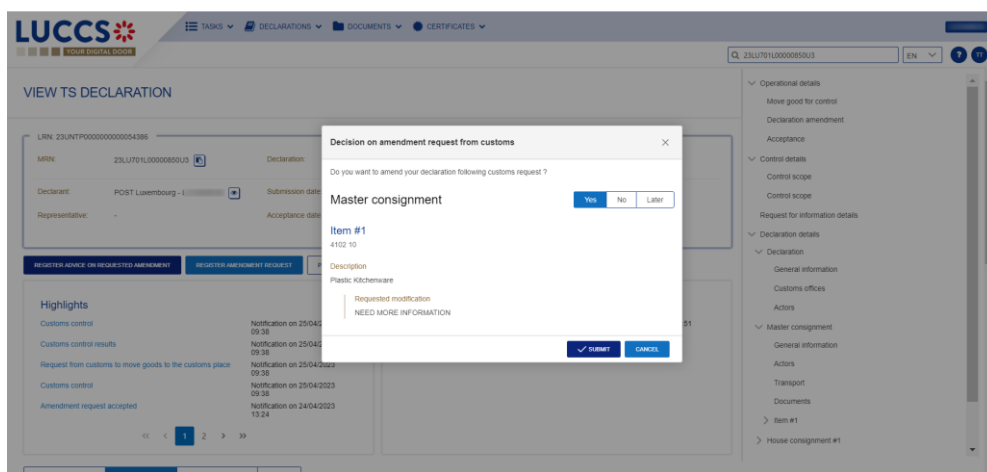 LUCCS
YOUR DIGITAL DOOR
TASKS
DECLARATIONS
DOCUMENTS
CERTIFICATES
23LU701L00000850U3
EN
?
VIEW TS DECLARATION
LRN: 23UNTP0000000000054386
MRN:
23LU701L00000850U3
Declaration
Declarant:
POST Luxembourg - L
Submission date
Representative:
-
Acceptance date
REGISTER ADVICE ON REQUESTED AMENDMENT
REGISTER AMENDMENT REQUEST
Highlights
Customs control
Notification on 25/04/2
09:38
51
Customs control results
Notification on 25/04/2
09:38
Request from customs to move goods to the customs place
Notification on 25/04/2023
09:38
Customs control
Notification on 25/04/2023
09:38
Amendment request accepted
Notification on 24/04/2023
13:24
« ‹ 1 2 › »
Decision on amendment request from customs
Do you want to amend your declaration following customs request ?
Master consignment
Yes
No
Later
Item #1
4102 10
Description
Plastic Kitchenware
Requested modification
NEED MORE INFORMATION
SUBMIT
CANCEL
Operational details
Move good for control
Declaration amendment
Acceptance
Control details
Control scope
Control scope
Request for information details
Declaration details
Declaration
General information
Customs offices
Actors
Master consignment
General information
Actors
Transport
Documents
Item #1
House consignment #1